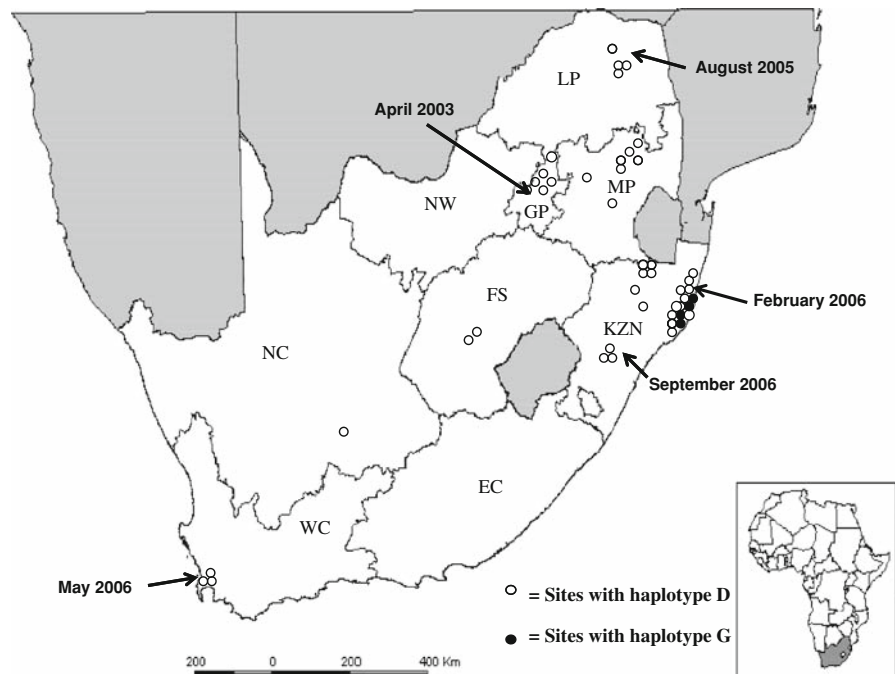 August 2005
LP
April 2003
MP
NW
GP
February 2006
FS
KZN
NC
September 2006
EC
WC
May 2006
= Sites with haplotype D
= Sites with haplotype G
200 0 200 400 Km